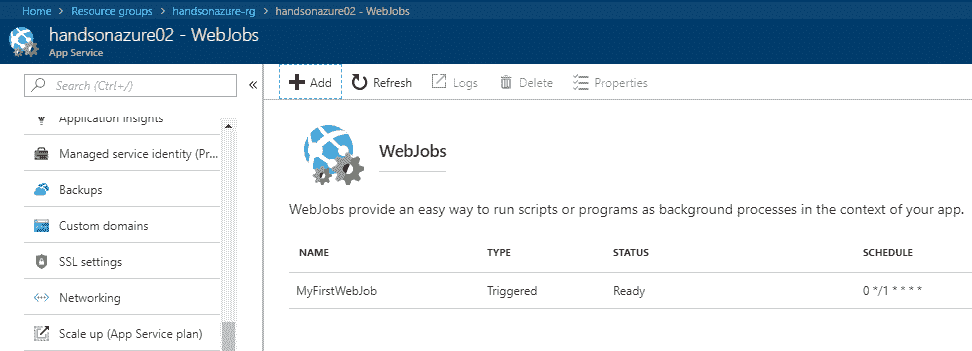 Home > Resource groups > handsonazure-rg > handsonazure02 - WebJobs
handsonazure02 - WebJobs
App Service
Search (Ctrl+/)
Application Insights
Managed service identity (Pr...
Backups
Custom domains
SSL settings
Networking
Scale up (App Service plan)
Add Refresh Logs Delete Properties
WebJobs
WebJobs provide an easy way to run scripts or programs as background processes in the context of your app.
NAME TYPE STATUS SCHEDULE
MyFirstWebJob Triggered Ready 0 */1 * * * *